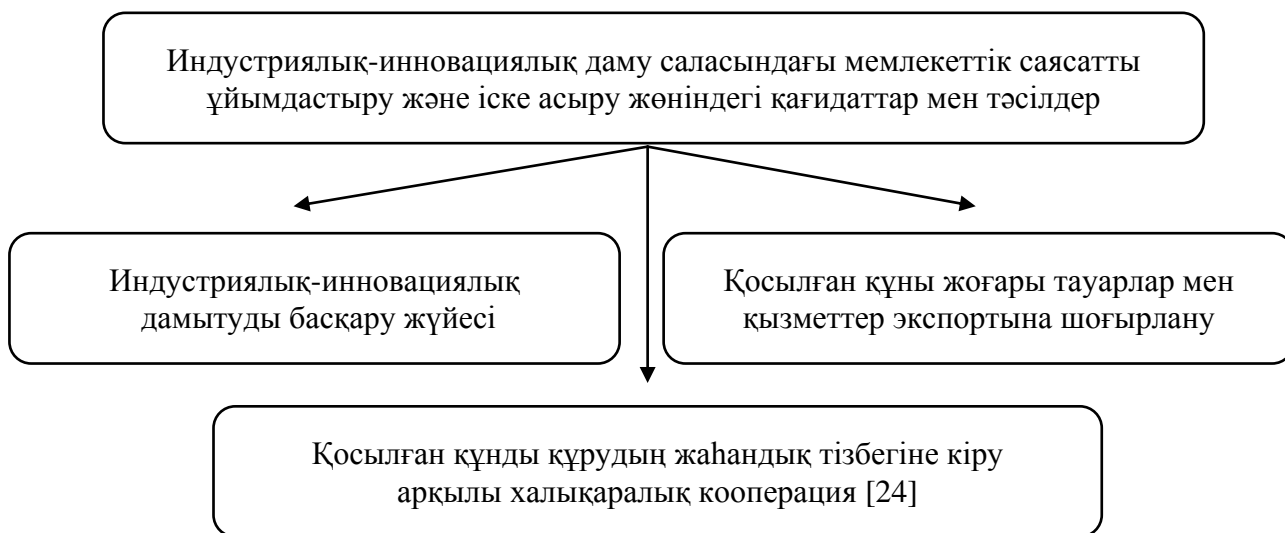 Индустриялық-инновациялық даму саласындағы мемлекеттік саясатты
ұйымдастыру және іске асыру жөніндегі қағидаттар мен тәсілдер
Индустриялық-инновациялық
дамытуды басқару жүйесі
Қосылған құны жоғары тауарлар мен
қызметтер экспортына шоғырлану
Қосылған құнды құрудың жаһандық тізбегіне кіру
арқылы халықаралық кооперация [24]